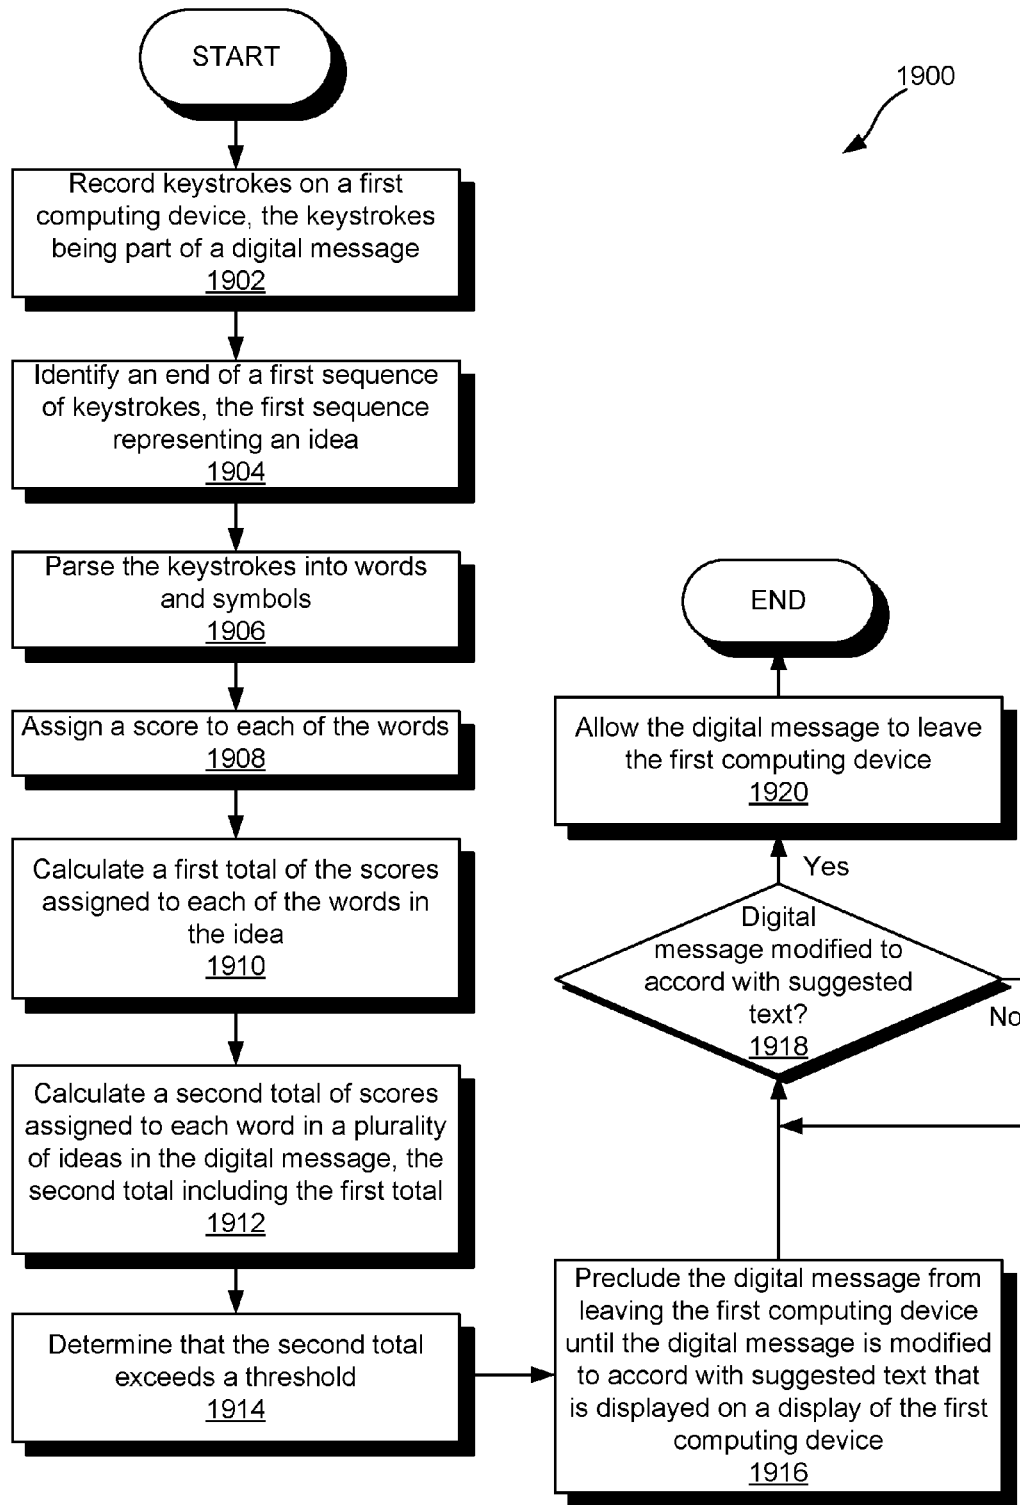 START
1900
Record keystrokes on a first
computing device, the keystrokes
being part of a digital message
1902
Identify an end of a first sequence
of keystrokes, the first sequence
representing an idea
1904
Parse the keystrokes into words
and symbols
1906
Assign a score to each of the words
1908
Calculate a first total of the scores
assigned to each of the words in
the idea
1910
Calculate a second total of scores
assigned to each word in a plurality
of ideas in the digital message, the
second total including the first total
1912
Determine that the second total
exceeds a threshold
1914
Preclude the digital message from
leaving the first computing device
until the digital message is modified
to accord with suggested text that
is displayed on a display of the first
computing device
1916
Digital
message modified to
accord with suggested
text?
1918
No
Yes
Allow the digital message to leave
the first computing device
1920
END